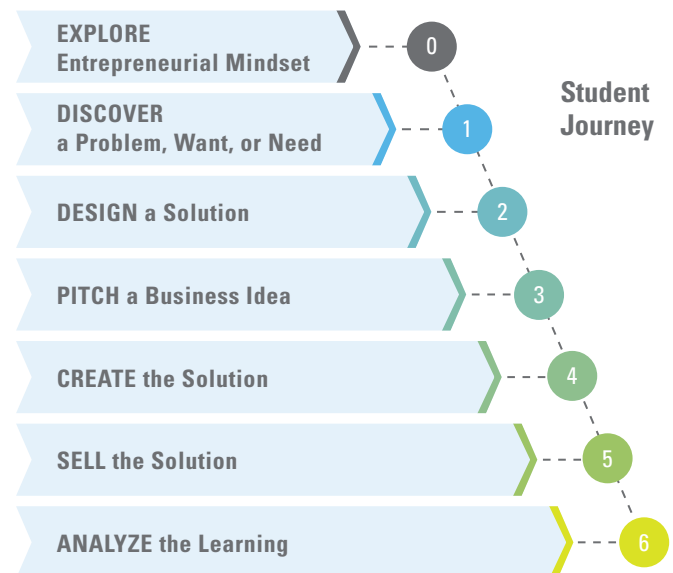 EXPLORE
Entrepreneurial Mindset
0
Student
Journey
DISCOVER
a Problem, Want, or Need
1
DESIGN a Solution
2
PITCH a Business Idea
3
CREATE the Solution
4
SELL the Solution
5
ANALYZE the Learning
6